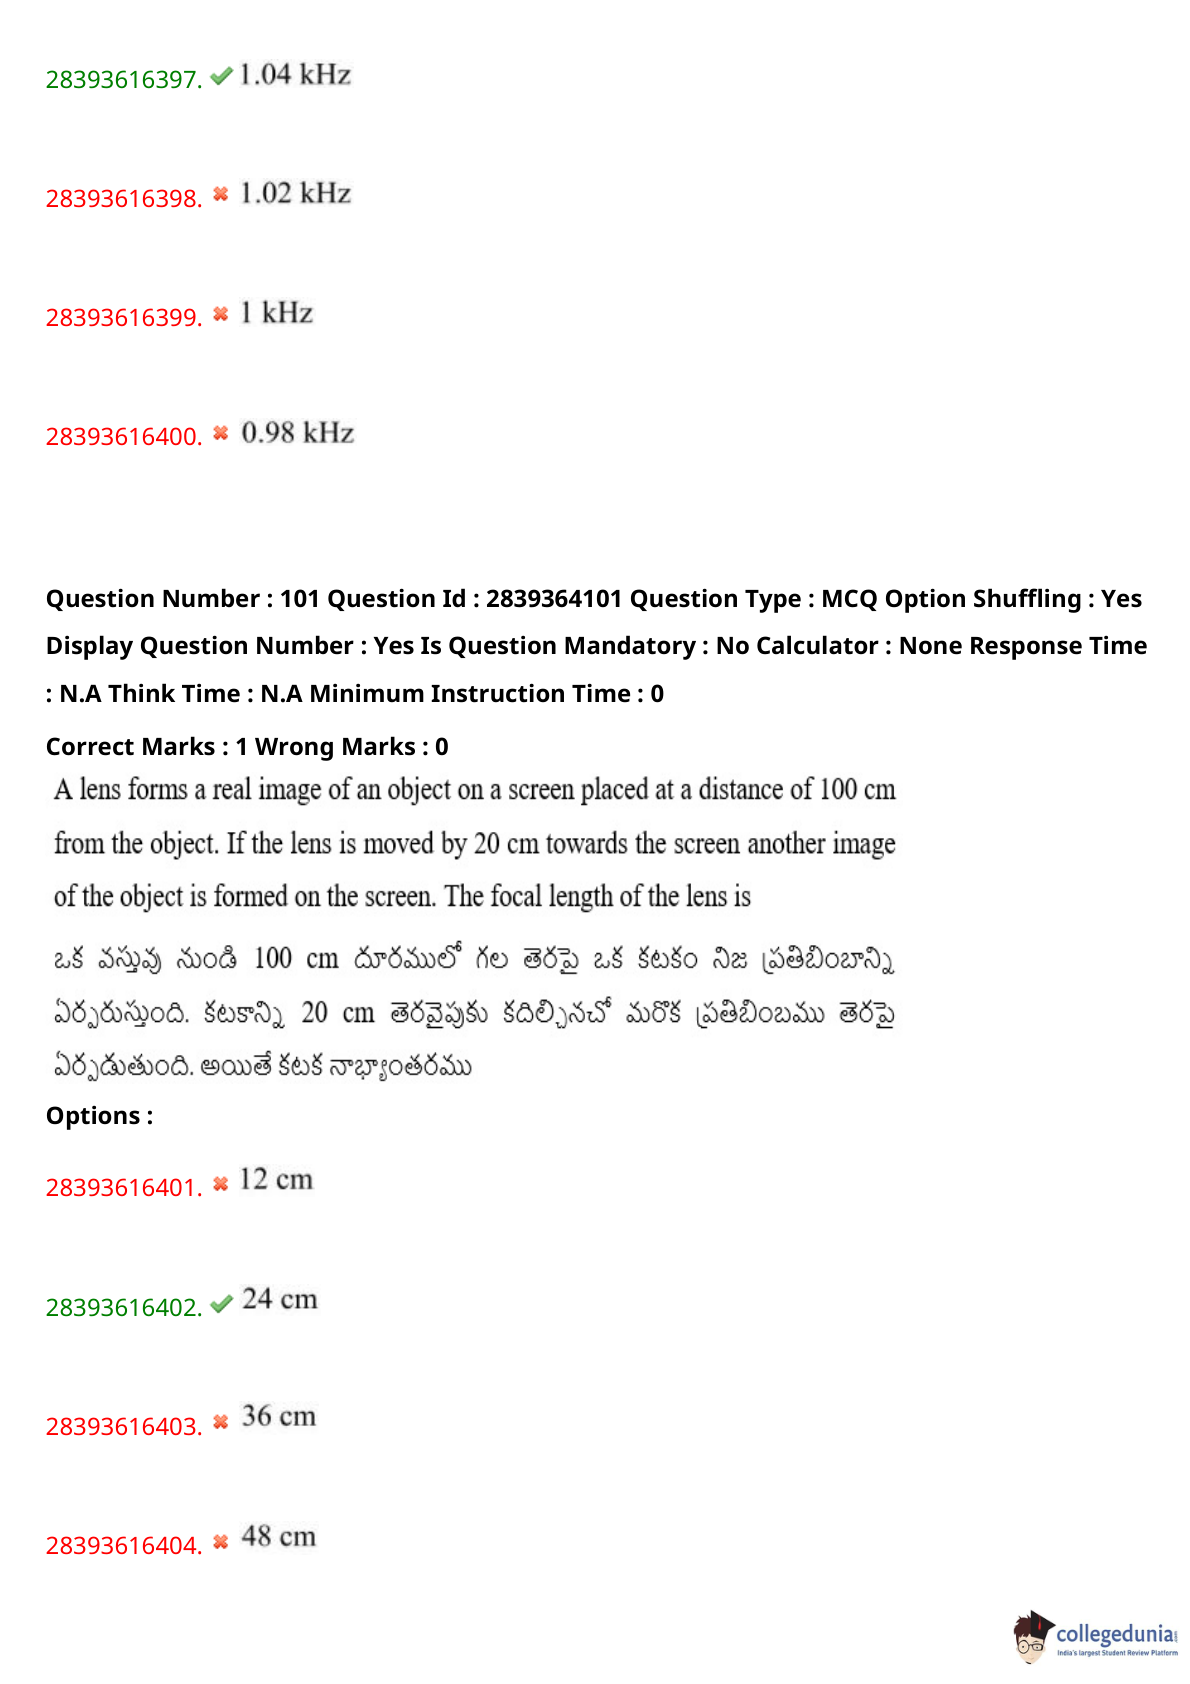 28393616397. 1.04 kHz
28393616398. 1.02 kHz
28393616399. 1 kHz
28393616400. 0.98 kHz
Question Number : 101 Question Id : 2839364101 Question Type : MCQ Option Shuffling : Yes
Display Question Number : Yes Is Question Mandatory : No Calculator : None Response Time
: N.A Think Time : N.A Minimum Instruction Time : 0
Correct Marks : 1 Wrong Marks : 0
A lens forms a real image of an object on a screen placed at a distance of 100 cm
from the object. If the lens is moved by 20 cm towards the screen another image
of the object is formed on the screen. The focal length of the lens is
ఒక వస్తువు నుండి 100 cm దూరములో గల తెరపై ఒక కటకం నిజ ప్రతిబింబాన్ని
ఏర్పరుస్తుంది. కటకాన్ని 20 cm తెరవైపుకు కదిల్చినచో మరొక ప్రతిబింబము తెరపై
ఏర్పడుతుంది. అయితే కటక నాభ్యాంతరము
Options :
28393616401. 12 cm
28393616402. 24 cm
28393616403. 36 cm
28393616404. 48 cm
collegedunia
India's largest Student Review Platform